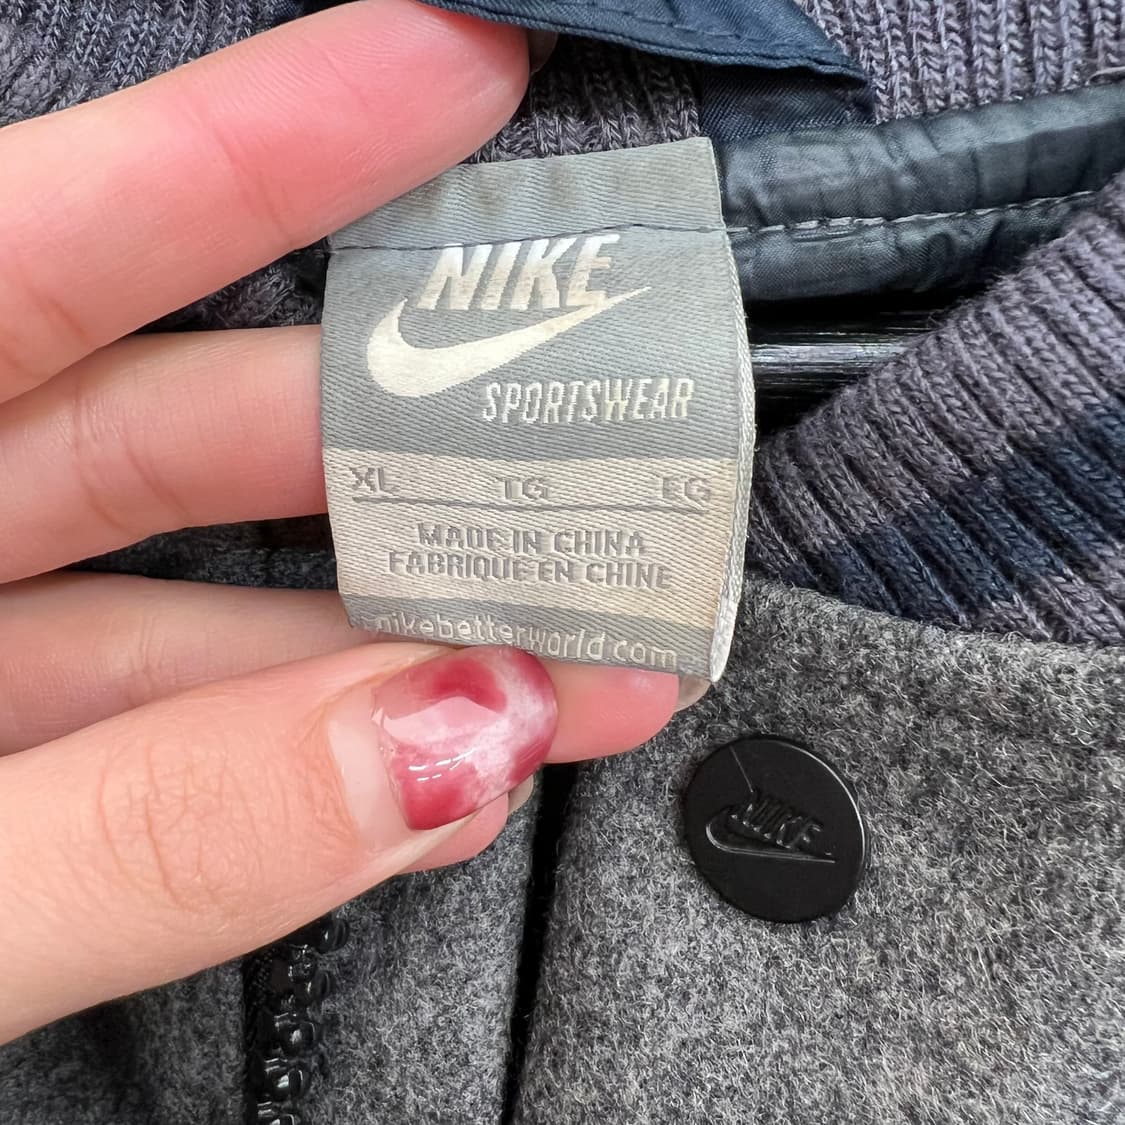 NIKE
SPORTSWEAR
XL TG EG
MADE IN CHINA
FABRIQUE EN CHINE
nikebetterworld.com
NIKE